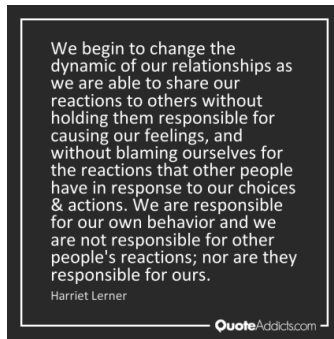 We begin to change the
dynamic of our relationships as
we are able to share our
reactions to others without
holding them responsible for
causing our feelings, and
without blaming ourselves for
the reactions that other people
have in response to our choices
& actions. We are responsible
for our own behavior and we
are not responsible for other
people's reactions; nor are they
responsible for ours.
Harriet Lerner
QuoteAddicts.com